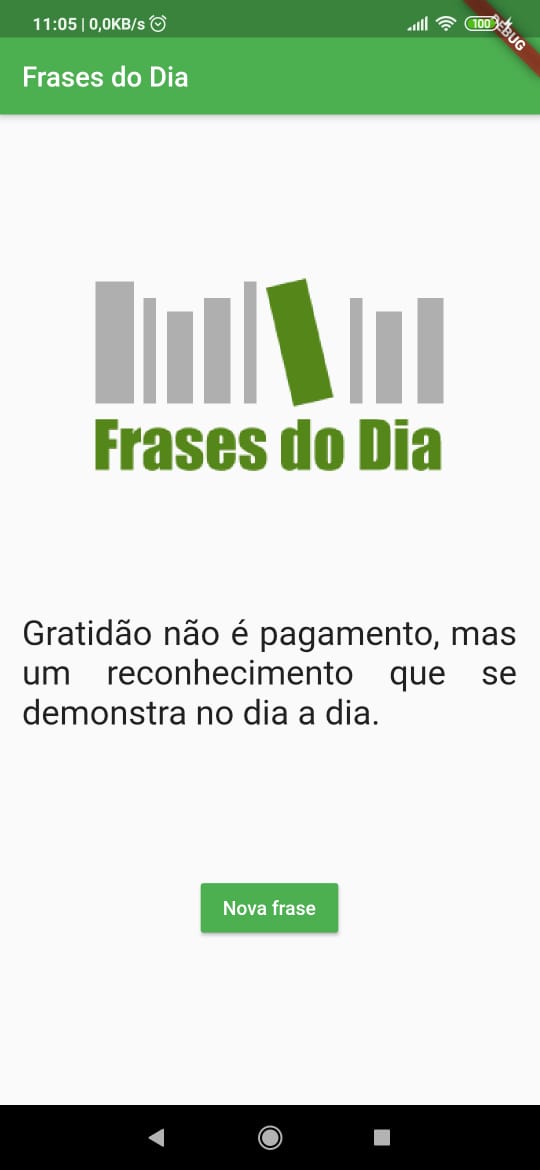 11:05 | 0,0KB/s
100
DEBUG
Frases do Dia
Frases do Dia
Gratidão não é pagamento, mas
um reconhecimento que se
demonstra no dia a dia.
Nova frase